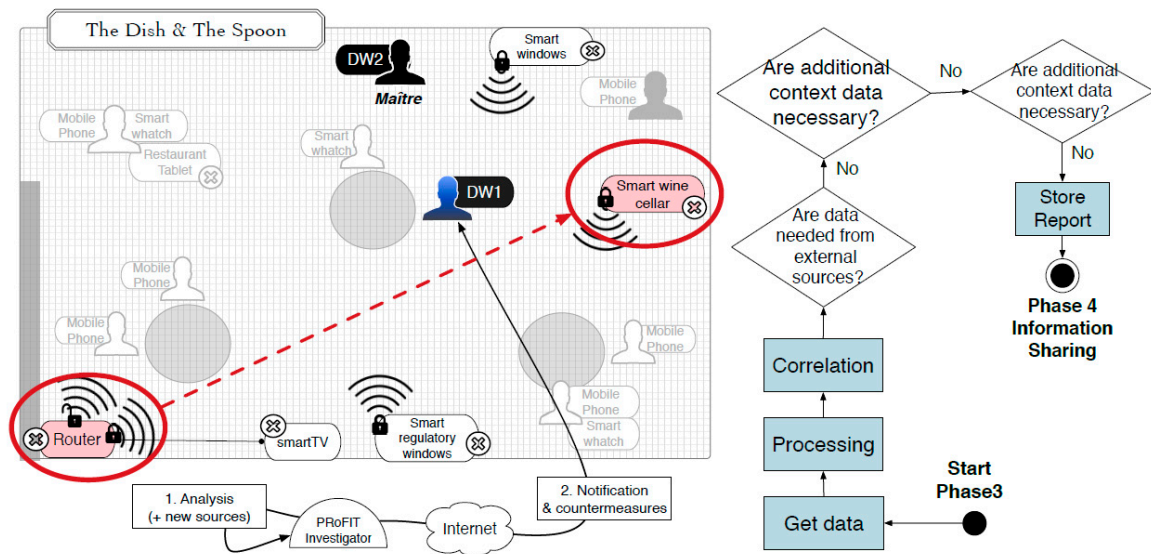 The Dish & The Spoon
DW2
Maître
Smart
windows
Mobile
Phone
Mobile
Phone
Smart
whatch
Restaurant
Tablet
Smart
whatch
DW1
Smart wine
cellar
Mobile
Phone
Mobile
Phone
Mobile
Phone
Mobile
Phone
Smart
whatch
Router
smartTV
Smart
regulatory
windows
1. Analysis
(+ new sources)
PRoFIT
Investigator
Internet
2. Notification
& countermeasures
Are additional
context data
necessary?
No
Are additional
context data
necessary?
No
Store
Report
Phase 4
Information
Sharing
No
Are data
needed from
external
sources?
Correlation
Processing
Get data
Start
Phase3